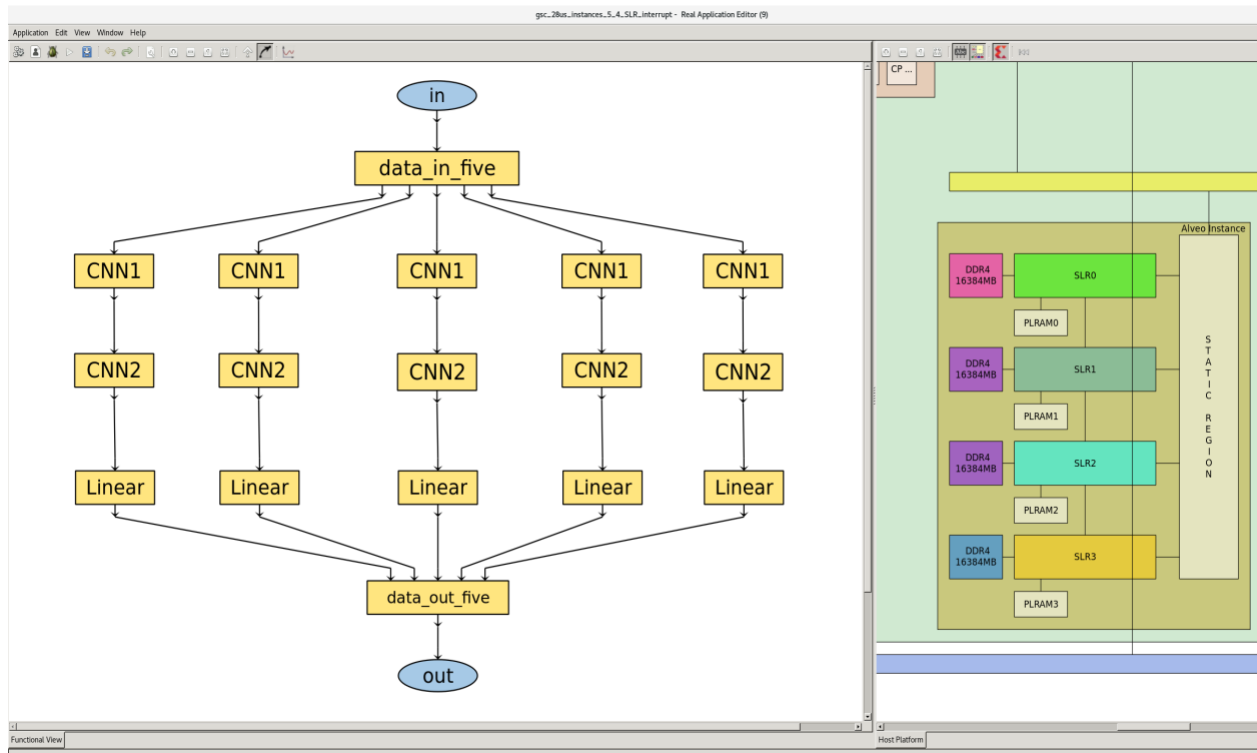 gsc_28us_instances_5_4_SLR_interrupt - Real Application Editor (9)
Application Edit View Window Help
in
data_in_five
CNN1 CNN1 CNN1 CNN1 CNN1
CNN2 CNN2 CNN2 CNN2 CNN2
Linear Linear Linear Linear Linear
data_out_five
out
Functional View
CP ...
Alveo Instance
DDR4
16384MB
SLR0
PLRAM0
DDR4
16384MB
SLR1
PLRAM1
DDR4
16384MB
SLR2
PLRAM2
DDR4
16384MB
SLR3
PLRAM3
STATIC REGION
Host Platform